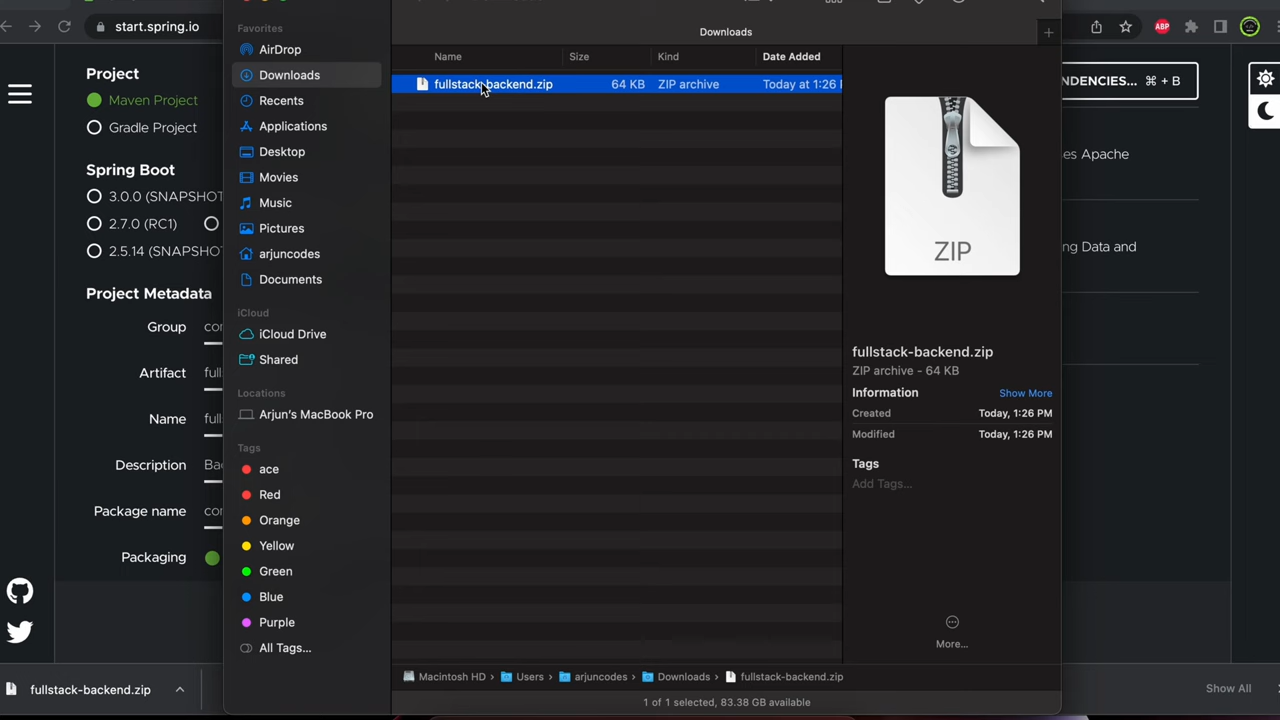 start.spring.io
ABP
Project
Maven Project
Gradle Project
Spring Boot
3.0.0 (SNAPSHOT
2.7.0 (RC1)
2.5.14 (SNAPSHOT
Project Metadata
Group
Artifact
Name
Description
Package name
Packaging
Favorites
AirDrop
Downloads
Recents
Applications
Desktop
Movies
Music
Pictures
arjuncodes
Documents
iCloud
iCloud Drive
Shared
Locations
Arjun's MacBook Pro
Tags
ace
Red
Orange
Yellow
Green
Blue
Purple
All Tags...
Downloads
Name Size Kind Date Added
fullstack-backend.zip 64 KB ZIP archive Today at 1:26
ZIP
fullstack-backend.zip
ZIP archive - 64 KB
Information Show More
Created Today, 1:26 PM
Modified Today, 1:26 PM
Tags
Add Tags...
More...
Macintosh HD › Users › arjuncodes › Downloads › fullstack-backend.zip
1 of 1 selected, 83.38 GB available
NDENCIES... ⌘ + B
es Apache
ng Data and
fullstack-backend.zip
Show All